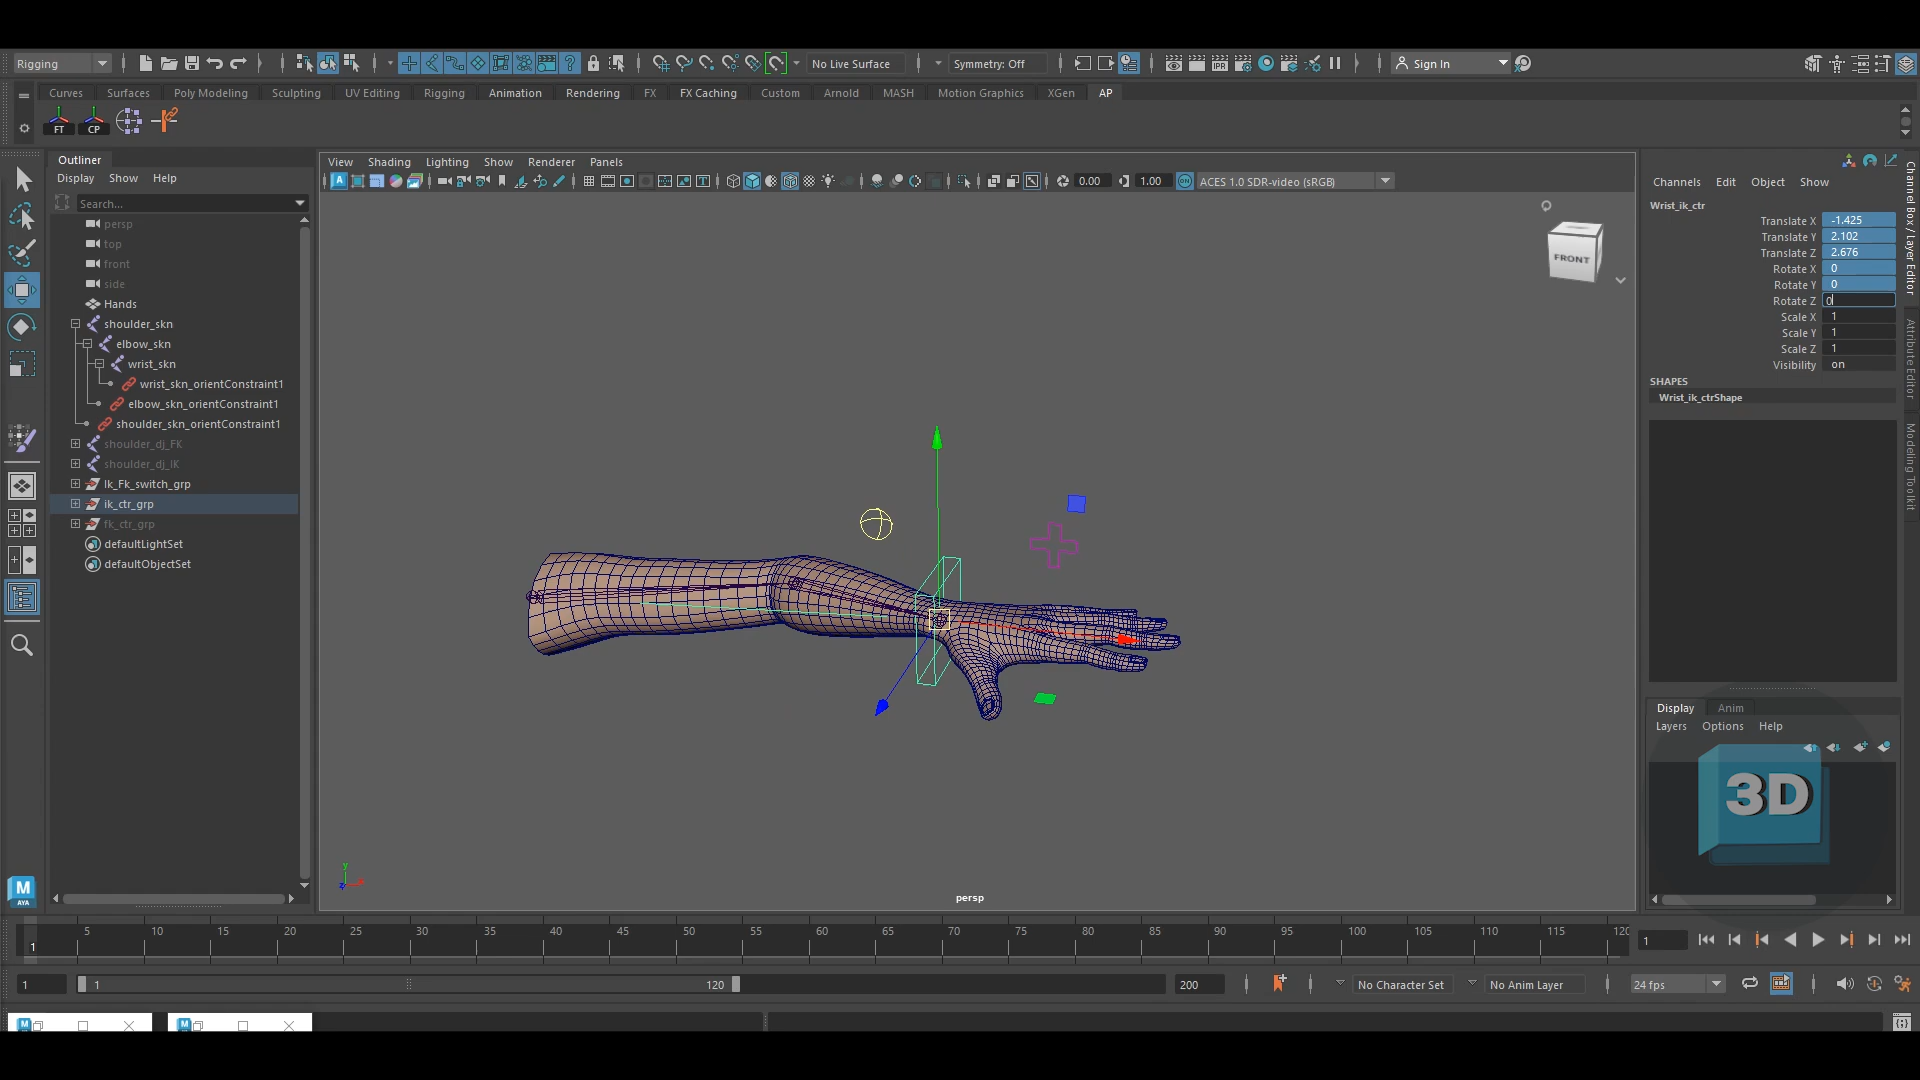 Rigging
No Live Surface
Symmetry: Off
IPR
Sign In
Curves Surfaces Poly Modeling Sculpting UV Editing Rigging Animation Rendering FX FX Caching Custom Arnold MASH Motion Graphics XGen AP
FT CP
Outliner
Display Show Help
Search...
persp
top
front
side
Hands
shoulder_skn
elbow_skn
wrist_skn
wrist_skn_orientConstraint1
elbow_skn_orientConstraint1
shoulder_skn_orientConstraint1
shoulder_dj_FK
shoulder_dj_IK
Ik_Fk_switch_grp
ik_ctr_grp
fk_ctr_grp
defaultLightSet
defaultObjectSet
View Shading Lighting Show Renderer Panels
0.00 1.00 ACES 1.0 SDR-video (sRGB)
FRONT
persp
Channels Edit Object Show
Wrist_ik_ctr
Translate X -1.425
Translate Y 2.102
Translate Z 2.676
Rotate X 0
Rotate Y 0
Rotate Z 0
Scale X 1
Scale Y 1
Scale Z 1
Visibility on
SHAPES
Wrist_ik_ctrShape
Channel Box / Layer Editor
Attribute Editor
Modeling Toolkit
Display Anim
Layers Options Help
3D
M
AYA
1 5 10 15 20 25 30 35 40 45 50 55 60 65 70 75 80 85 90 95 100 105 110 115 120
1
1 1 120 200 No Character Set No Anim Layer 24 fps